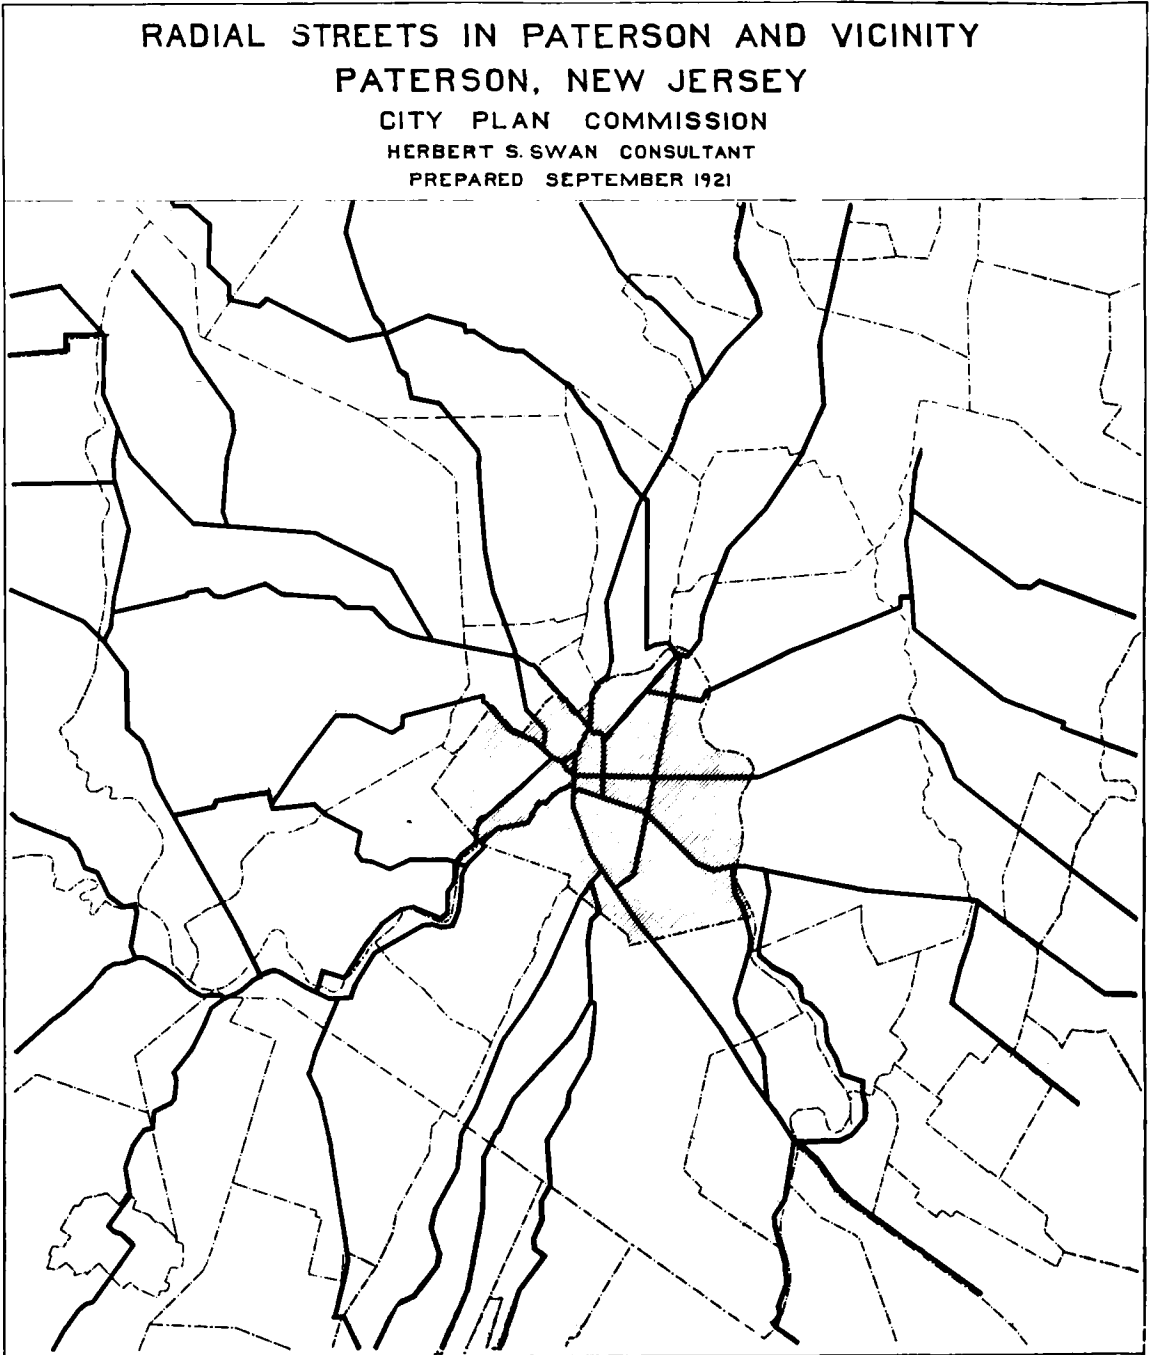 RADIAL STREETS IN PATERSON AND VICINITY
PATERSON, NEW JERSEY
CITY PLAN COMMISSION
HERBERT S. SWAN CONSULTANT
PREPARED SEPTEMBER 1921